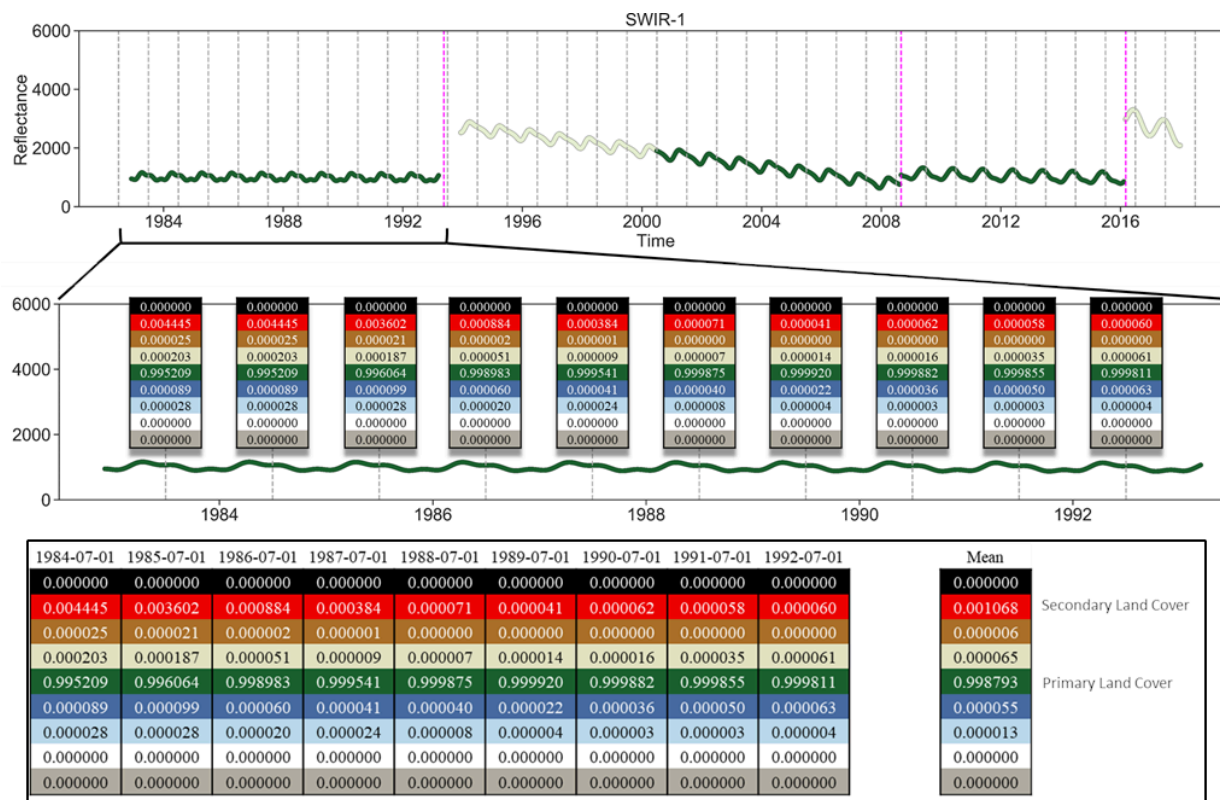 SWIR-1
6000
4000
2000
0
Reflectance
1984 1988 1992 1996 2000 2004 2008 2012 2016
Time
6000
4000
2000
0
0.000000 0.000000 0.000000 0.000000 0.000000 0.000000 0.000000 0.000000 0.000000 0.000000
0.004445 0.004445 0.003602 0.000884 0.000384 0.000071 0.000041 0.000062 0.000058 0.000060
0.000025 0.000025 0.000021 0.000002 0.000001 0.000000 0.000000 0.000000 0.000000 0.000000
0.000203 0.000203 0.000187 0.000051 0.000009 0.000007 0.000014 0.000016 0.000035 0.000061
0.995209 0.995209 0.996064 0.998983 0.999541 0.999875 0.999920 0.999882 0.999855 0.999811
0.000089 0.000089 0.000099 0.000060 0.000041 0.000040 0.000022 0.000036 0.000050 0.000063
0.000028 0.000028 0.000028 0.000020 0.000024 0.000008 0.000004 0.000003 0.000003 0.000004
0.000000 0.000000 0.000000 0.000000 0.000000 0.000000 0.000000 0.000000 0.000000 0.000000
0.000000 0.000000 0.000000 0.000000 0.000000 0.000000 0.000000 0.000000 0.000000 0.000000
1984 1986 1988 1990 1992
1984-07-01 1985-07-01 1986-07-01 1987-07-01 1988-07-01 1989-07-01 1990-07-01 1991-07-01 1992-07-01 Mean
0.000000 0.000000 0.000000 0.000000 0.000000 0.000000 0.000000 0.000000 0.000000 0.000000
0.004445 0.003602 0.000884 0.000384 0.000071 0.000041 0.000062 0.000058 0.000060 0.001068 Secondary Land Cover
0.000025 0.000021 0.000002 0.000001 0.000000 0.000000 0.000000 0.000000 0.000000 0.000006
0.000203 0.000187 0.000051 0.000009 0.000007 0.000014 0.000016 0.000035 0.000061 0.000065
0.995209 0.996064 0.998983 0.999541 0.999875 0.999920 0.999882 0.999855 0.999811 0.998793 Primary Land Cover
0.000089 0.000099 0.000060 0.000041 0.000040 0.000022 0.000036 0.000050 0.000063 0.000055
0.000028 0.000028 0.000020 0.000024 0.000008 0.000004 0.000003 0.000003 0.000004 0.000013
0.000000 0.000000 0.000000 0.000000 0.000000 0.000000 0.000000 0.000000 0.000000 0.000000
0.000000 0.000000 0.000000 0.000000 0.000000 0.000000 0.000000 0.000000 0.000000 0.000000